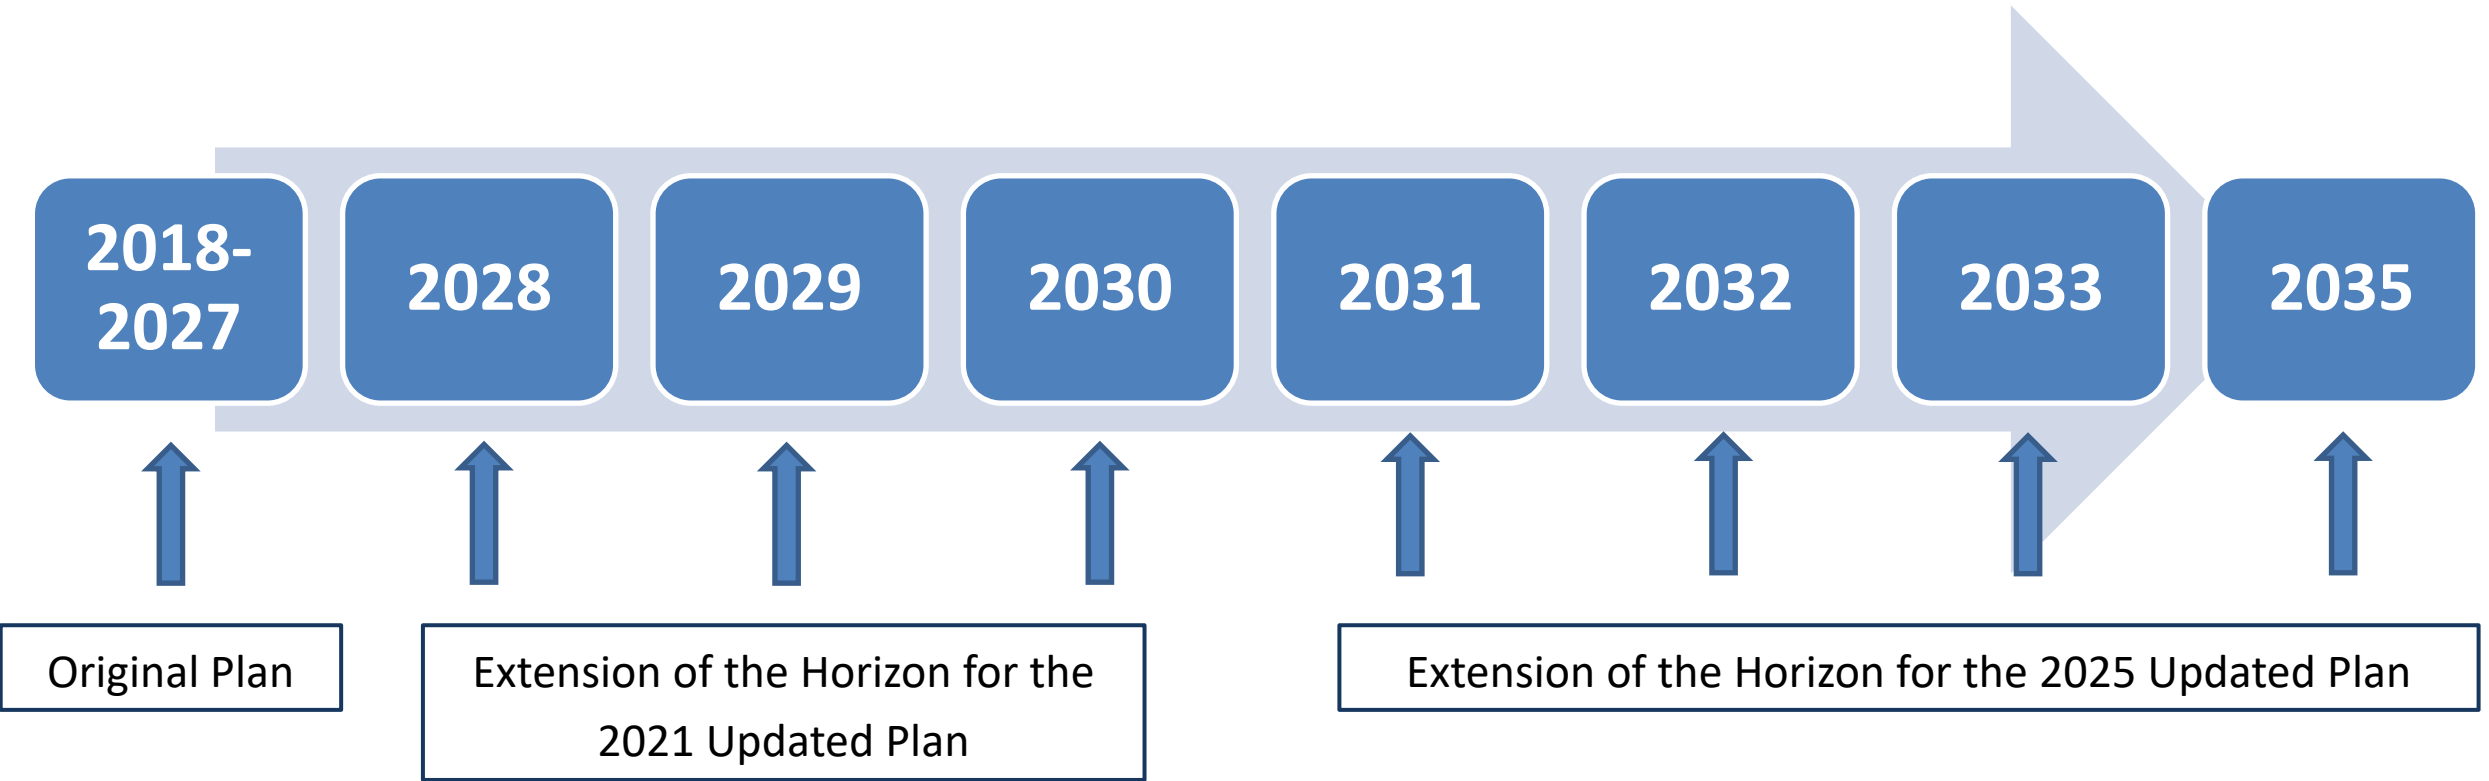 2018-
2027
2028
2029
2030
2031
2032
2033
2035
Original Plan
Extension of the Horizon for the
2021 Updated Plan
Extension of the Horizon for the 2025 Updated Plan